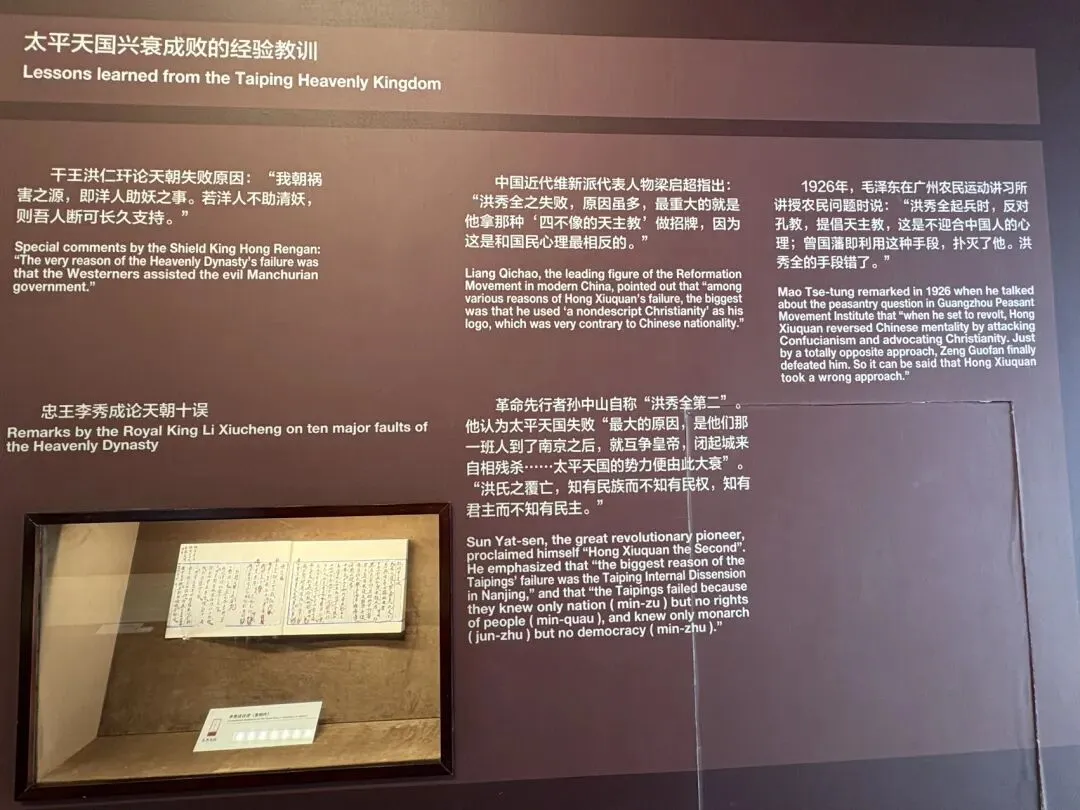 太平天国兴衰成败的经验教训
Lessons learned from the Taiping Heavenly Kingdom
干王洪仁玕论天朝失败原因：“我朝祸
害之源，即洋人助妖之事。若洋人不助清妖，
则吾人断可长久支持。”
Special comments by the Shield King Hong Rengan:
“The very reason of the Heavenly Dynasty's failure was
that the Westerners assisted the evil Manchurian
government.”
忠王李秀成论天朝十误
Remarks by the Royal King Li Xiucheng on ten major faults of
the Heavenly Dynasty
中国近代维新派代表人物梁启超指出：
“洪秀全之失败，原因虽多，最重大的就是
他拿那种‘四不像的天主教’做招牌，因为
这是和国民心理最相反的。”
Liang Qichao, the leading figure of the Reformation
Movement in modern China, pointed out that “among
various reasons of Hong Xiuquan's failure, the biggest
was that he used ‘a nondescript Christianity’ as his
logo, which was very contrary to Chinese nationality.”
革命先行者孙中山自称“洪秀全第二”。
他认为太平天国失败“最大的原因，是他们那
一班人到了南京之后，就互争皇帝，闭起城来
自相残杀……太平天国的势力便由此大衰”。
“洪氏之覆亡，知有民族而不知有民权，知有
君主而不知有民主。”
Sun Yat-sen, the great revolutionary pioneer,
proclaimed himself “Hong Xiuquan the Second”.
He emphasized that “the biggest reason of the
Taipings' failure was the Taiping Internal Dissension
in Nanjing,” and that “the Taipings failed because
they knew only nation ( min-zu ) but no rights
of people ( min-quau ), and knew only monarch
( jun-zhu ) but no democracy ( min-zhu ).”
1926年，毛泽东在广州农民运动讲习所
讲授农民问题时说：“洪秀全起兵时，反对
孔教，提倡天主教，这是不迎合中国人的心
理；曾国藩即利用这种手段，扑灭了他。洪
秀全的手段错了。”
Mao Tse-tung remarked in 1926 when he talked
about the peasantry question in Guangzhou Peasant
Movement Institute that “when he set to revolt, Hong
Xiuquan reversed Chinese mentality by attacking
Confucianism and advocating Christianity. Just
by a totally opposite approach, Zeng Guofan finally
defeated him. So it can be said that Hong Xiuquan
took a wrong approach.”